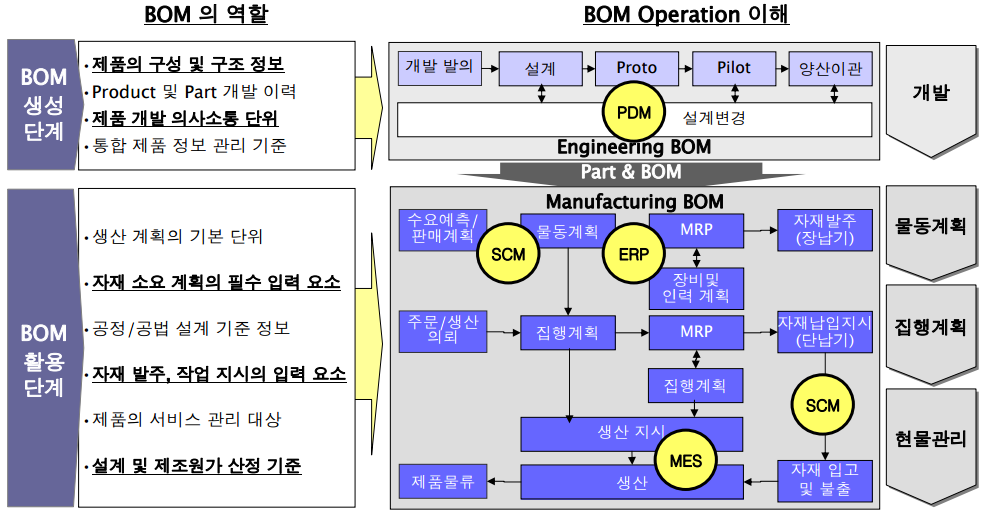 BOM 의 역할
BOM Operation 이해
BOM
생성
단계
• 제품의 구성 및 구조 정보
• Product 및 Part 개발 이력
• 제품 개발 의사소통 단위
• 통합 제품 정보 관리 기준
개발 발의
설계
Proto
Pilot
양산이관
PDM
설계변경
Engineering BOM
개발
Part & BOM
BOM
활용
단계
• 생산 계획의 기본 단위
• 자재 소요 계획의 필수 입력 요소
• 공정/공법 설계 기준 정보
• 자재 발주, 작업 지시의 입력 요소
• 제품의 서비스 관리 대상
• 설계 및 제조원가 산정 기준
Manufacturing BOM
수요예측/
판매계획
SCM
물동계획
ERP
MRP
자재발주
(장납기)
장비및
인력 계획
주문/생산
의뢰
집행계획
MRP
자재납입지시
(단납기)
집행계획
SCM
생산 지시
MES
제품물류
생산
자재 입고
및 불출
물동계획
집행계획
현물관리